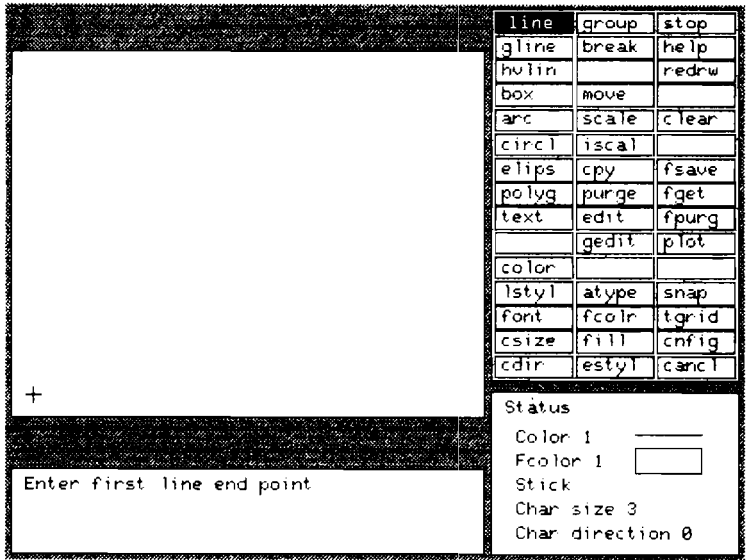 line group stop
gline break help
hvlin redrw
box move
arc scale clear
circl iscal
elips cpy fsave
polyg purge fget
text edit fpurg
gedit plot
color
lstyl atype snap
font fcolr tgrid
csize fill cnfig
cdir estyl cancl
Status
Color 1
Fcolor 1
Stick
Char size 3
Char direction 0
Enter first line end point